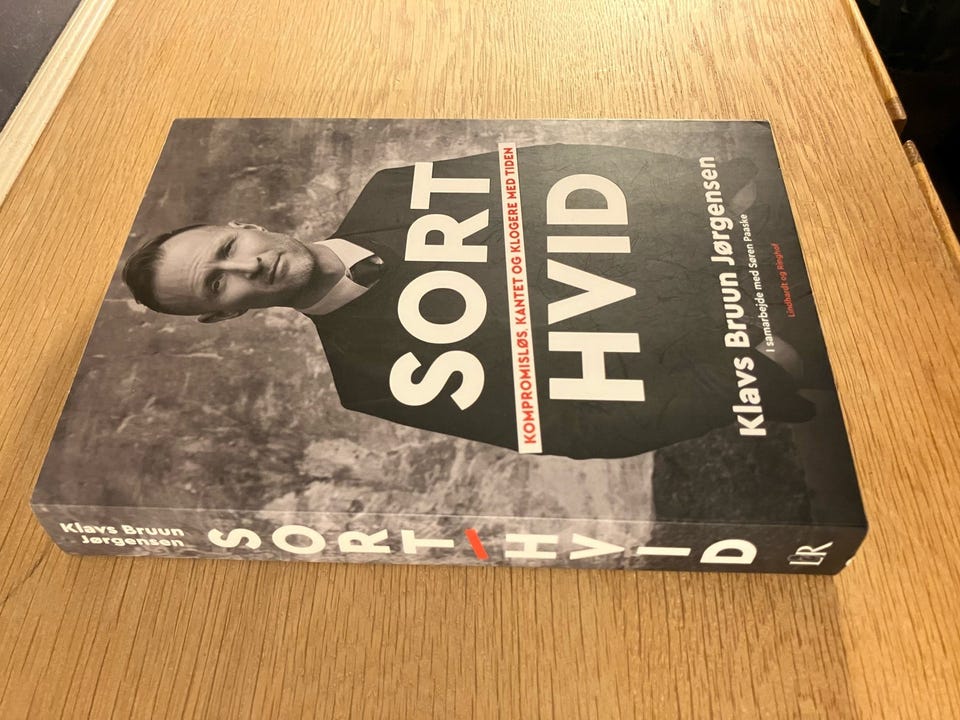 SORT
KOMPROMISLØS, KANTET OG KLOGERE MED TIDEN
HVID
Klavs Bruun Jørgensen
I samarbejde med Søren Paaske
Lindhardt og Ringhof
Klavs Bruun
Jørgensen
SORT/HVID
LR